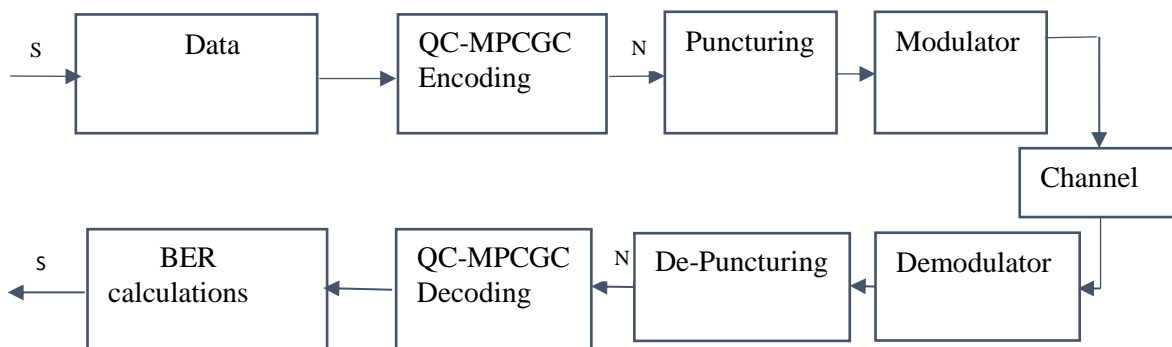 S
Data
QC-MPCGC
Encoding
N
Puncturing
Modulator
Channel
S
BER
calculations
QC-MPCGC
Decoding
N
De-Puncturing
Demodulator